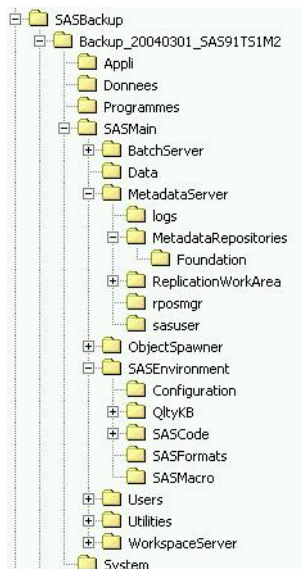 SASBackup
Backup_20040301_SAS91TS1M2
Appli
Donnees
Programmes
SASMain
BatchServer
Data
MetadataServer
logs
MetadataRepositories
Foundation
ReplicationWorkArea
rposmgr
sasuser
ObjectSpawner
SASEnvironment
Configuration
QltyKB
SASCode
SASFormats
SASMacro
Users
Utilities
WorkspaceServer
System